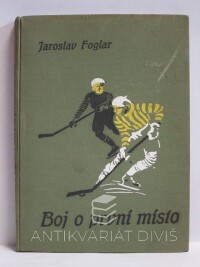 Jaroslav Foglar
Boj o první místo
ANTIKVARIÁT DIVIŠ